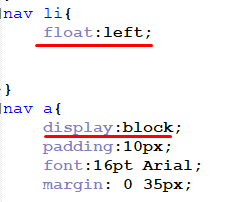 nav li{
float:left;
}
nav a{
display:block;
padding:10px;
font:16pt Arial;
margin: 0 35px;